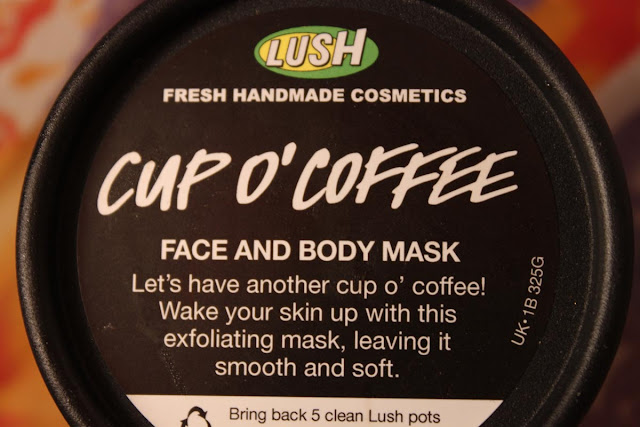 LUSH
FRESH HANDMADE COSMETICS
CUP O' COFFEE
FACE AND BODY MASK
Let's have another cup o' coffee!
Wake your skin up with this
exfoliating mask, leaving it
smooth and soft.
UK• 1B 325G
Bring back 5 clean Lush pots